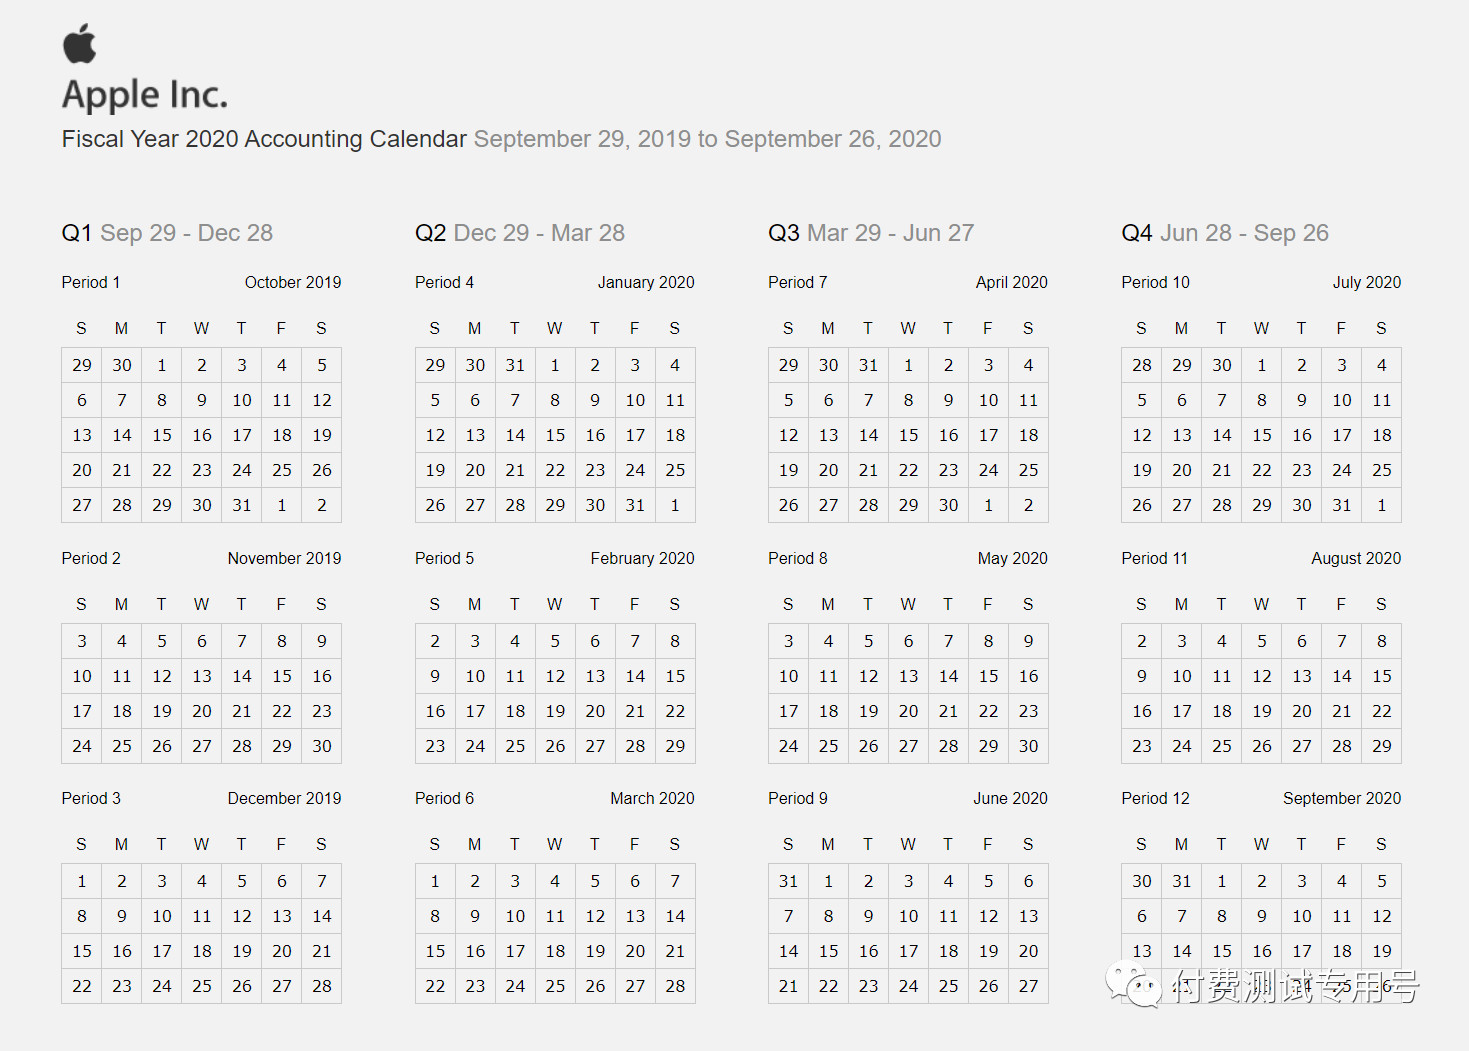 Apple Inc.
Fiscal Year 2020 Accounting Calendar September 29, 2019 to September 26, 2020
Q1 Sep 29 - Dec 28
Period 1 October 2019
S M T W T F S
29 30 1 2 3 4 5
6 7 8 9 10 11 12
13 14 15 16 17 18 19
20 21 22 23 24 25 26
27 28 29 30 31 1 2
Period 2 November 2019
S M T W T F S
3 4 5 6 7 8 9
10 11 12 13 14 15 16
17 18 19 20 21 22 23
24 25 26 27 28 29 30
Period 3 December 2019
S M T W T F S
1 2 3 4 5 6 7
8 9 10 11 12 13 14
15 16 17 18 19 20 21
22 23 24 25 26 27 28
Q2 Dec 29 - Mar 28
Period 4 January 2020
S M T W T F S
29 30 31 1 2 3 4
5 6 7 8 9 10 11
12 13 14 15 16 17 18
19 20 21 22 23 24 25
26 27 28 29 30 31 1
Period 5 February 2020
S M T W T F S
2 3 4 5 6 7 8
9 10 11 12 13 14 15
16 17 18 19 20 21 22
23 24 25 26 27 28 29
Period 6 March 2020
S M T W T F S
1 2 3 4 5 6 7
8 9 10 11 12 13 14
15 16 17 18 19 20 21
22 23 24 25 26 27 28
Q3 Mar 29 - Jun 27
Period 7 April 2020
S M T W T F S
29 30 31 1 2 3 4
5 6 7 8 9 10 11
12 13 14 15 16 17 18
19 20 21 22 23 24 25
26 27 28 29 30 1 2
Period 8 May 2020
S M T W T F S
3 4 5 6 7 8 9
10 11 12 13 14 15 16
17 18 19 20 21 22 23
24 25 26 27 28 29 30
Period 9 June 2020
S M T W T F S
31 1 2 3 4 5 6
7 8 9 10 11 12 13
14 15 16 17 18 19 20
21 22 23 24 25 26 27
Q4 Jun 28 - Sep 26
Period 10 July 2020
S M T W T F S
28 29 30 1 2 3 4
5 6 7 8 9 10 11
12 13 14 15 16 17 18
19 20 21 22 23 24 25
26 27 28 29 30 31 1
Period 11 August 2020
S M T W T F S
2 3 4 5 6 7 8
9 10 11 12 13 14 15
16 17 18 19 20 21 22
23 24 25 26 27 28 29
Period 12 September 2020
S M T W T F S
30 31 1 2 3 4 5
6 7 8 9 10 11 12
13 14 15 16 17 18 19
付费测试专用号